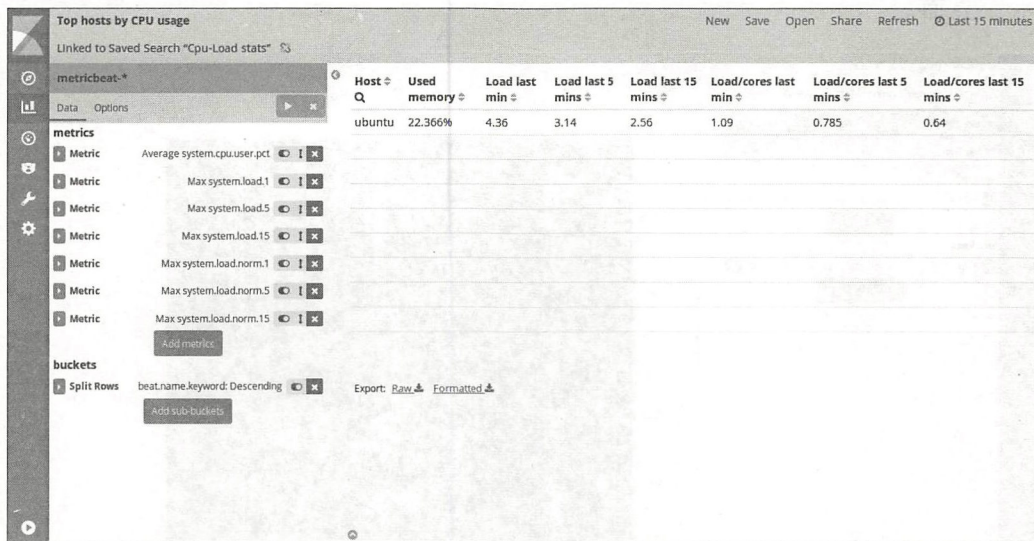 Top hosts by CPU usage
New Save Open Share Refresh Last 15 minutes
Linked to Saved Search "Cpu-Load stats"
metricbeat-*
Data Options
metrics
Metric Average system.cpu.user.pct
Metric Max system.load.1
Metric Max system.load.5
Metric Max system.load.15
Metric Max system.load.norm.1
Metric Max system.load.norm.5
Metric Max system.load.norm.15
Add metrics
buckets
Split Rows beat.name.keyword: Descending
Add sub-buckets
Host Used memory Load last min Load last 5 mins Load last 15 mins Load/cores last min Load/cores last 5 mins Load/cores last 15 mins
ubuntu 22.366% 4.36 3.14 2.56 1.09 0.785 0.64
Export: Raw Formatted